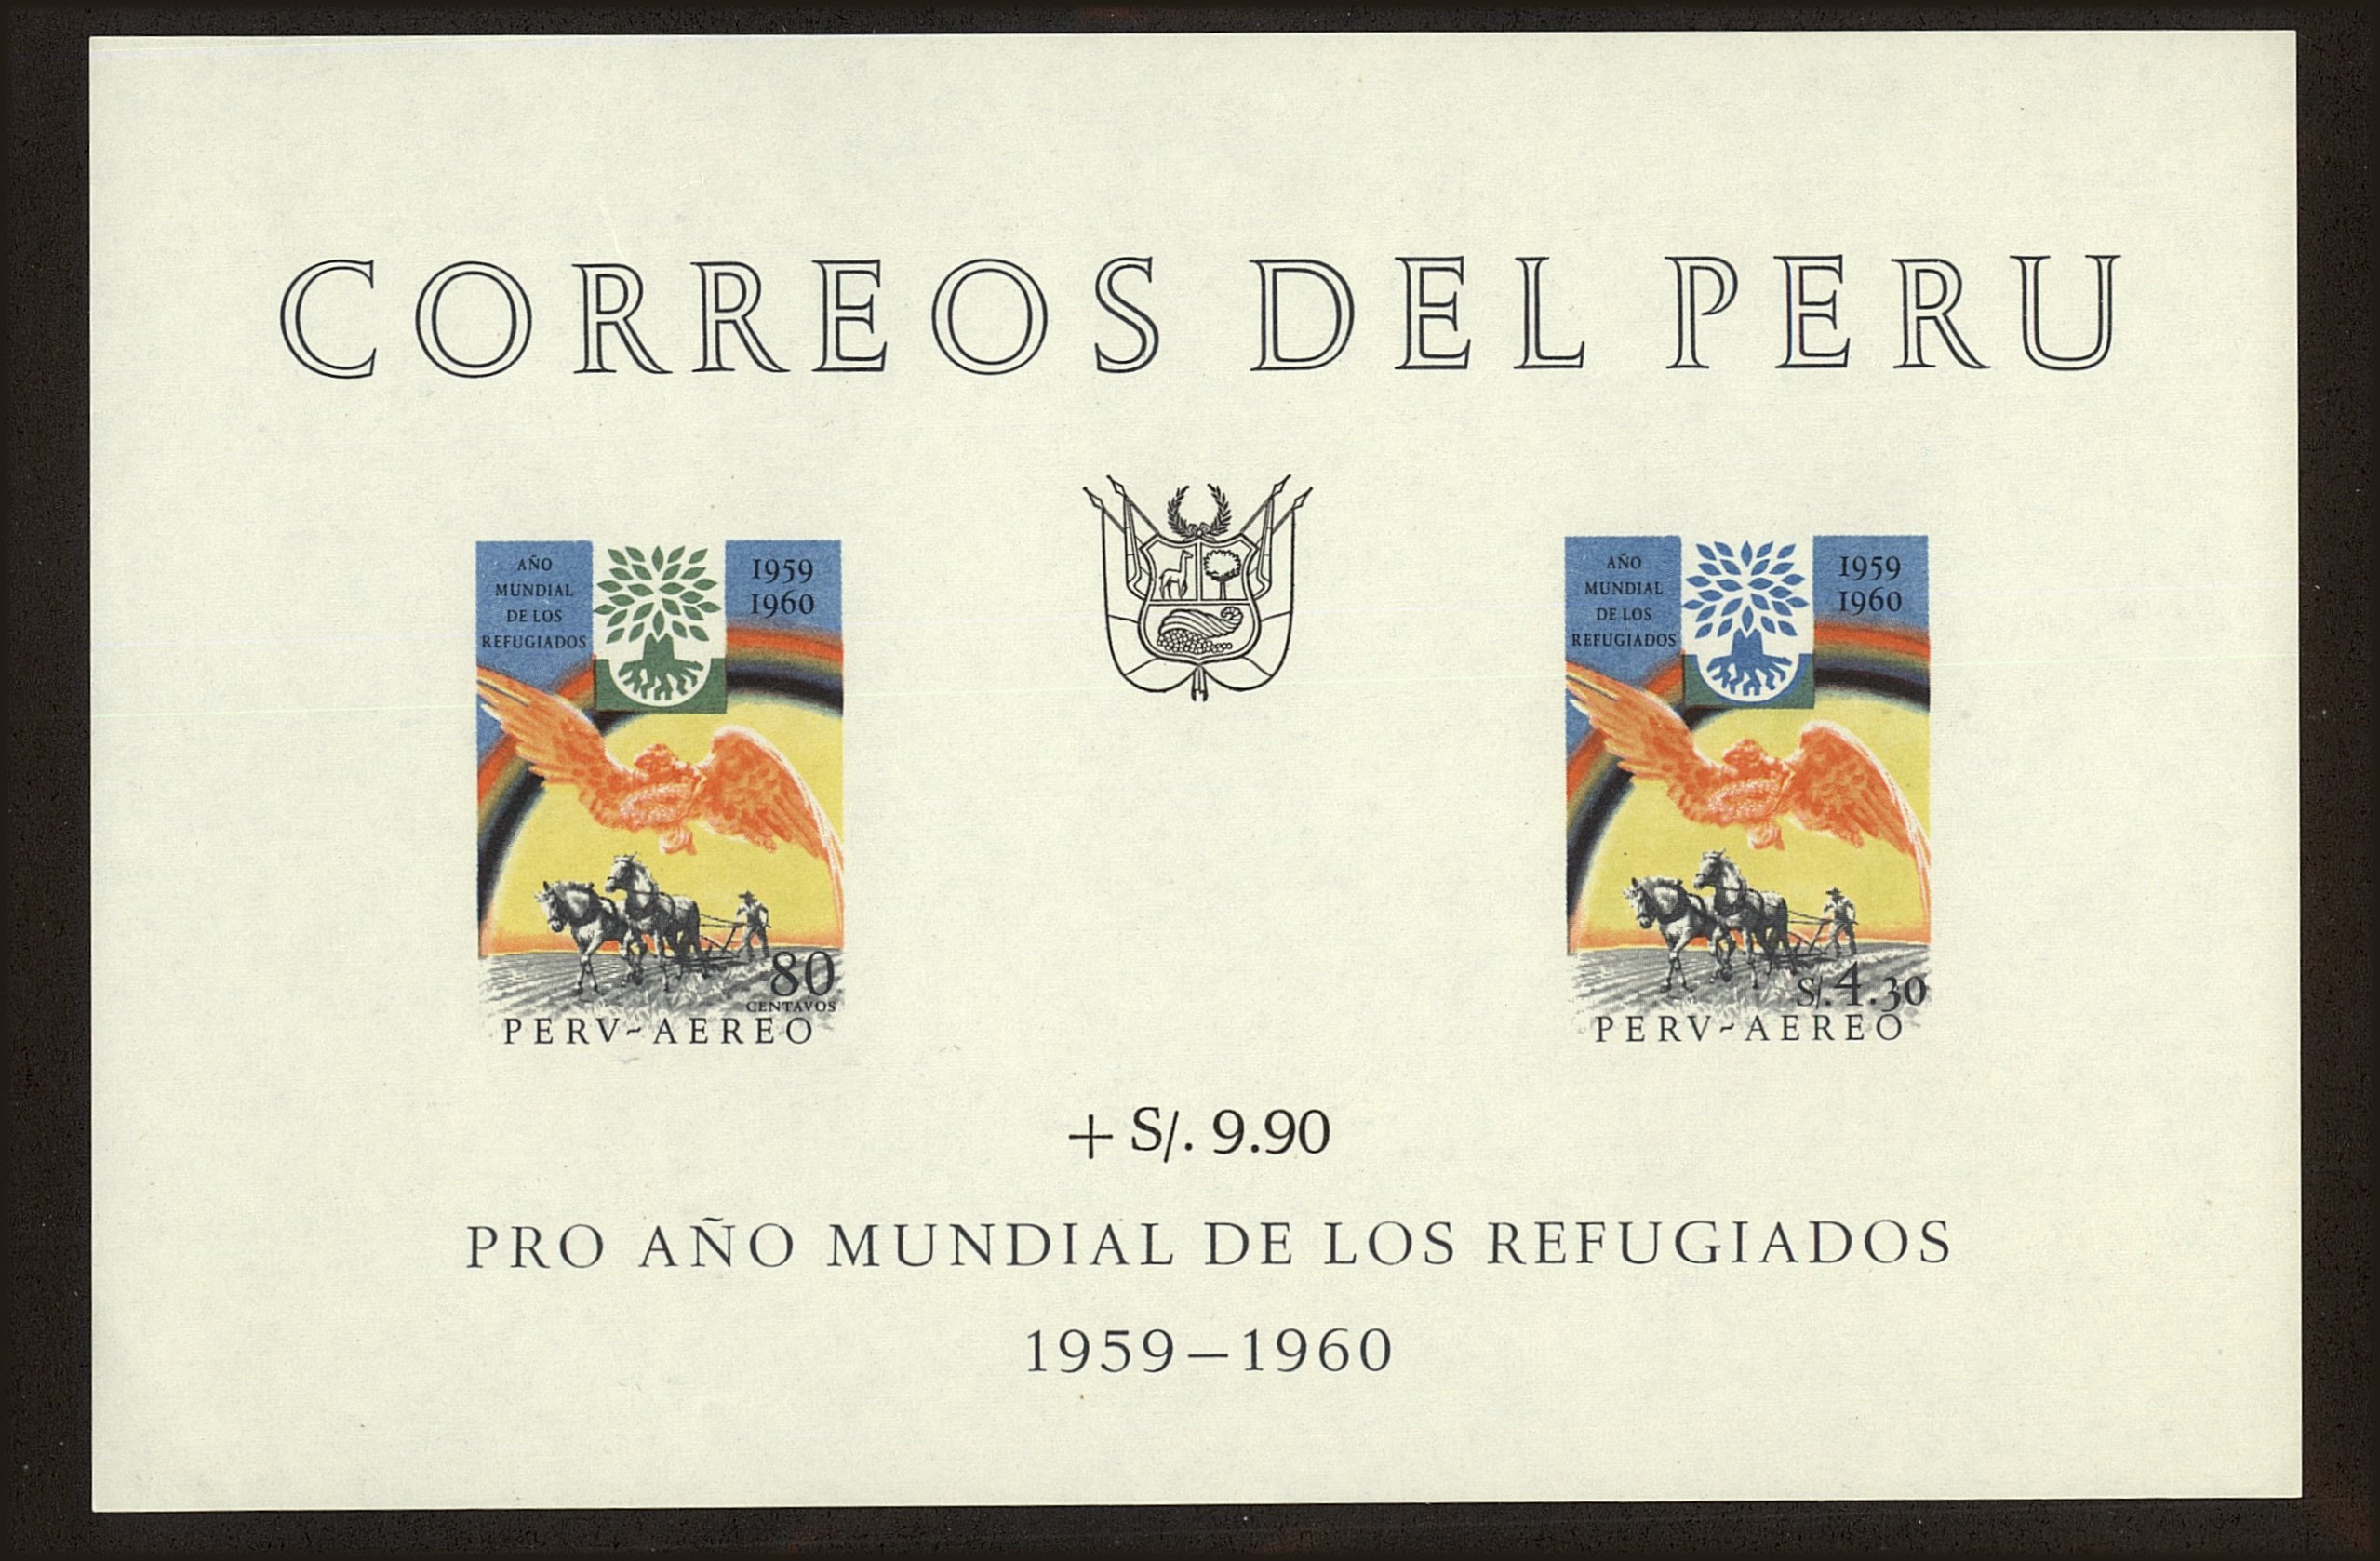 CORREOS DEL PERU
AÑO
MUNDIAL
DE LOS
REFUGIADOS
1959
1960
80
CENTAVOS
PERV~AEREO
AÑO
MUNDIAL
DE LOS
REFUGIADOS
1959
1960
S/.4.30
PERV~AEREO
+ S/. 9.90
PRO AÑO MUNDIAL DE LOS REFUGIADOS
1959–1960